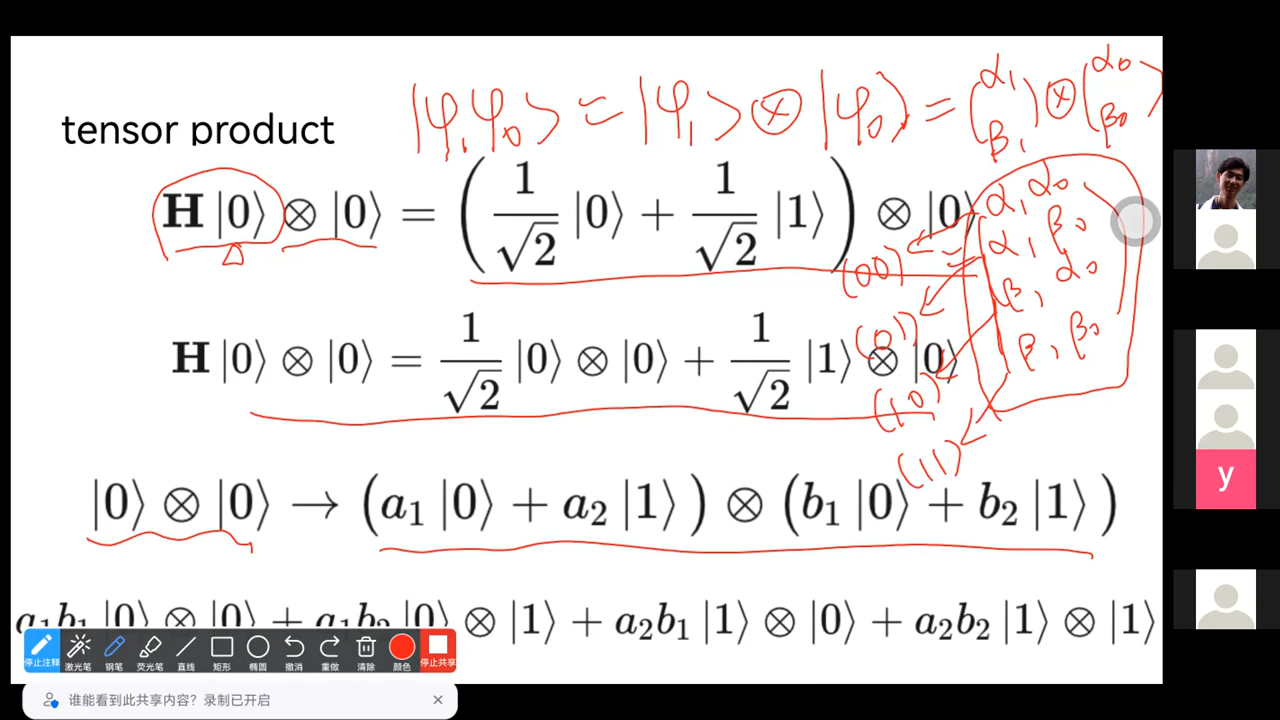 |φ₁φ₀⟩ = |φ₁⟩ ⊗ |φ₀⟩ = (α₁ β₁) ⊗ (α₀ β₀)
tensor product
H |0⟩ ⊗ |0⟩ = ( 1/√2 |0⟩ + 1/√2 |1⟩ ) ⊗ |0⟩
= α₁α₀
α₁β₀
β₁α₀
β₁β₀
(00)
(01)
(10)
(11)
H |0⟩ ⊗ |0⟩ = 1/√2 |0⟩ ⊗ |0⟩ + 1/√2 |1⟩ ⊗ |0⟩
|0⟩ ⊗ |0⟩ → (a₁ |0⟩ + a₂ |1⟩ ) ⊗ (b₁ |0⟩ + b₂ |1⟩ )
a₁b₁ |0⟩ ⊗ |0⟩ + a₁b₂ |0⟩ ⊗ |1⟩ + a₂b₁ |1⟩ ⊗ |0⟩ + a₂b₂ |1⟩ ⊗ |1⟩
y
停止注释 激光笔 钢笔 荧光笔 直线 矩形 椭圆 撤消 重做 清除 颜色 停止共享
谁能看到此共享内容? 录制已开启